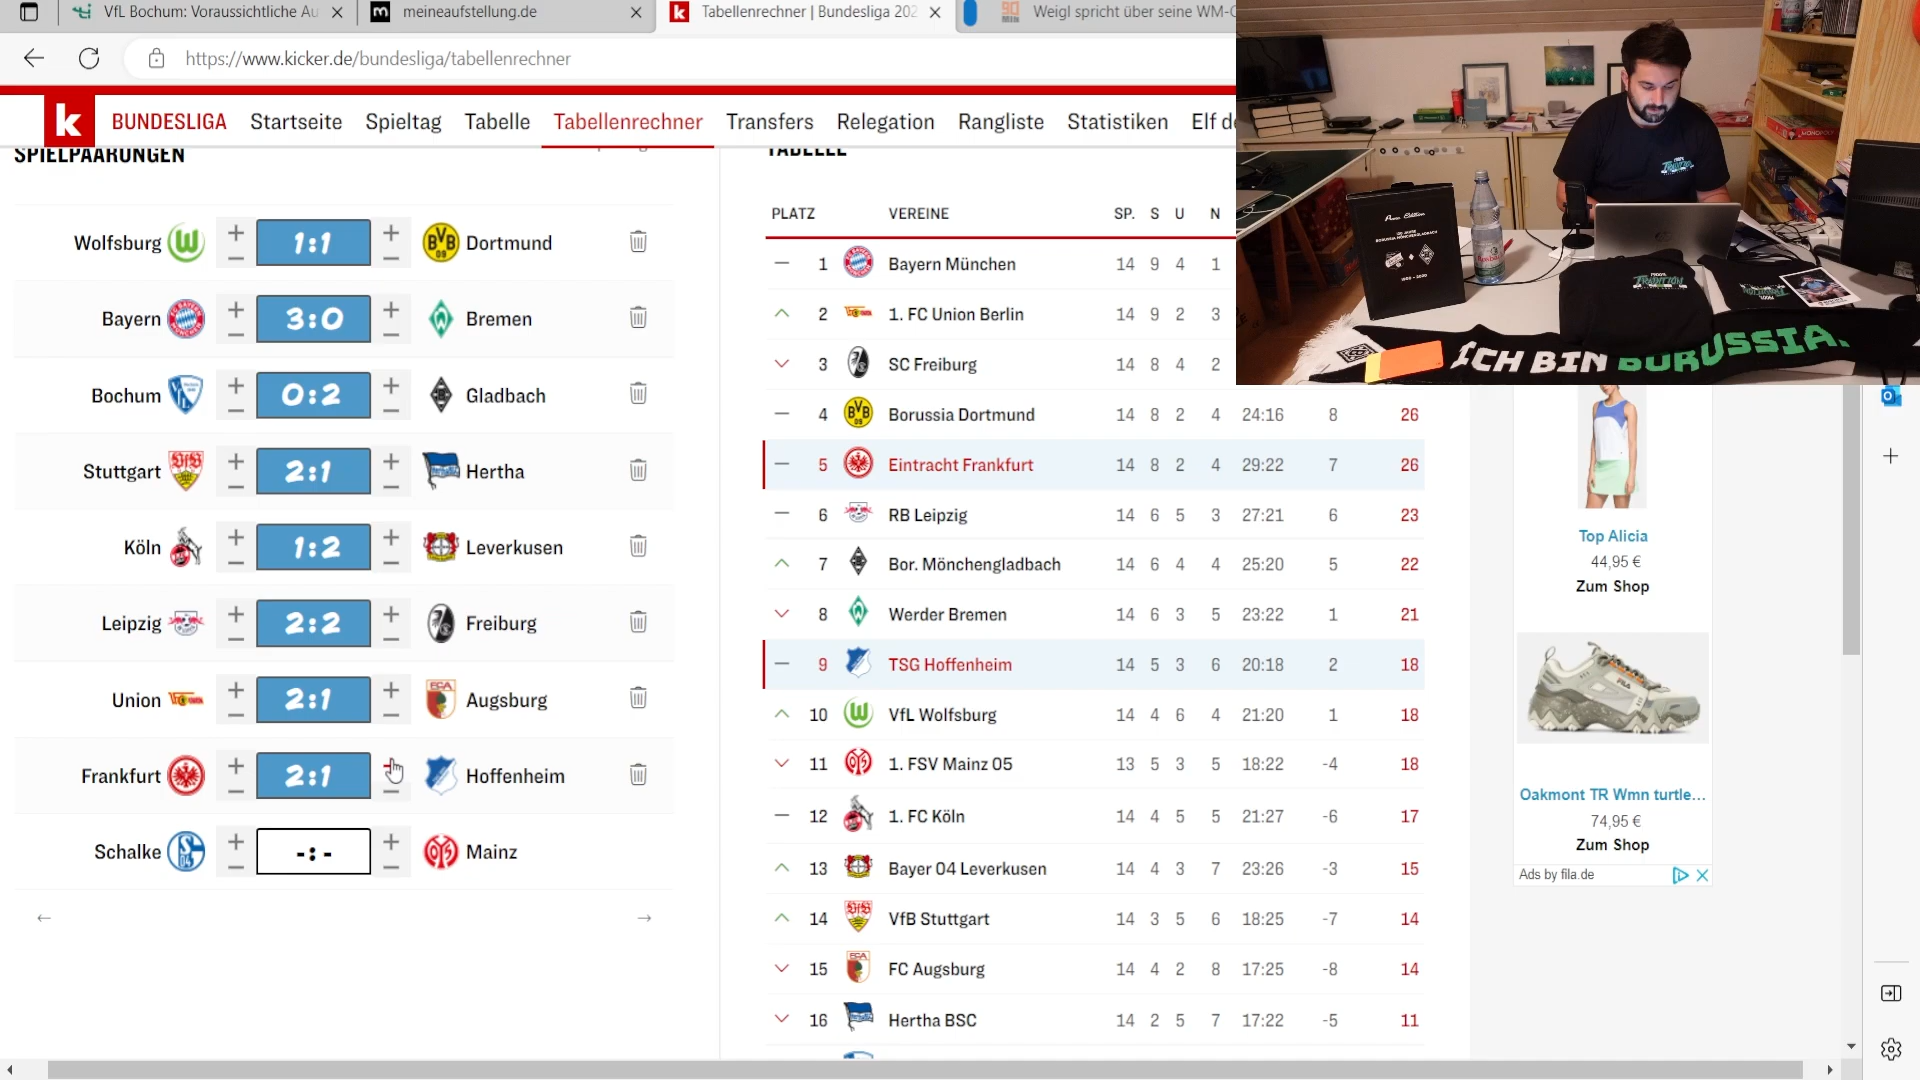 VfL Bochum: Voraussichtliche Au
meineaufstellung.de
Tabellenrechner | Bundesliga 202
Weigl spricht über seine WM-C
https://www.kicker.de/bundesliga/tabellenrechner
k BUNDESLIGA Startseite Spieltag Tabelle Tabellenrechner Transfers Relegation Rangliste Statistiken Elf de
SPIELPAARUNGEN
Wolfsburg 1:1 Dortmund
Bayern 3:0 Bremen
Bochum 0:2 Gladbach
Stuttgart 2:1 Hertha
Köln 1:2 Leverkusen
Leipzig 2:2 Freiburg
Union 2:1 Augsburg
Frankfurt 2:1 Hoffenheim
Schalke -:- Mainz
TABELLE
PLATZ VEREINE SP. S U N
1 Bayern München 14 9 4 1
2 1. FC Union Berlin 14 9 2 3
3 SC Freiburg 14 8 4 2
4 Borussia Dortmund 14 8 2 4 24:16 8 26
5 Eintracht Frankfurt 14 8 2 4 29:22 7 26
6 RB Leipzig 14 6 5 3 27:21 6 23
7 Bor. Mönchengladbach 14 6 4 4 25:20 5 22
8 Werder Bremen 14 6 3 5 23:22 1 21
9 TSG Hoffenheim 14 5 3 6 20:18 2 18
10 VfL Wolfsburg 14 4 6 4 21:20 1 18
11 1. FSV Mainz 05 13 5 3 5 18:22 -4 18
12 1. FC Köln 14 4 5 5 21:27 -6 17
13 Bayer 04 Leverkusen 14 4 3 7 23:26 -3 15
14 VfB Stuttgart 14 3 5 6 18:25 -7 14
15 FC Augsburg 14 4 2 8 17:25 -8 14
16 Hertha BSC 14 2 5 7 17:22 -5 11
ICH BIN BORUSSIA.
TRADITION
Top Alicia
44,95 €
Zum Shop
Oakmont TR Wmn turtle...
74,95 €
Zum Shop
Ads by fila.de